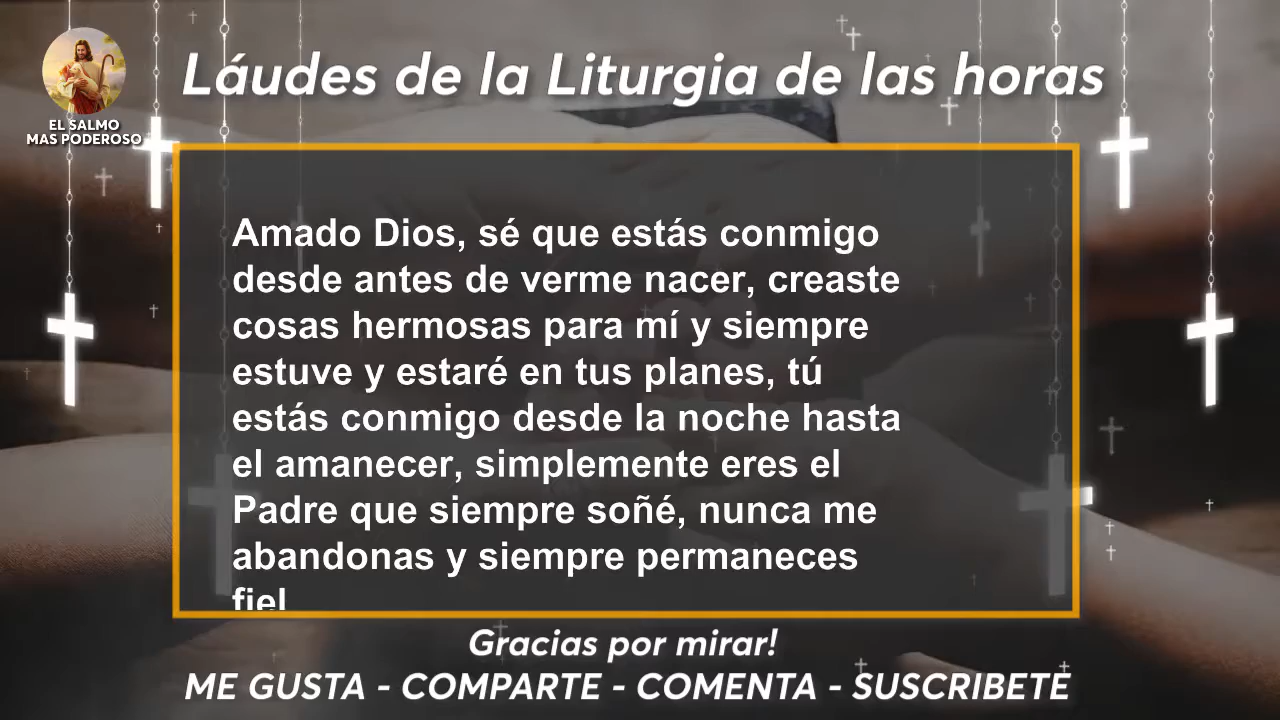 Láudes de la Liturgia de las horas
EL SALMO
MAS PODEROSO
Amado Dios, sé que estás conmigo
desde antes de verme nacer, creaste
cosas hermosas para mí y siempre
estuve y estaré en tus planes, tú
estás conmigo desde la noche hasta
el amanecer, simplemente eres el
Padre que siempre soñé, nunca me
abandonas y siempre permaneces
fiel
Gracias por mirar!
ME GUSTA - COMPARTE - COMENTA - SUSCRIBETE